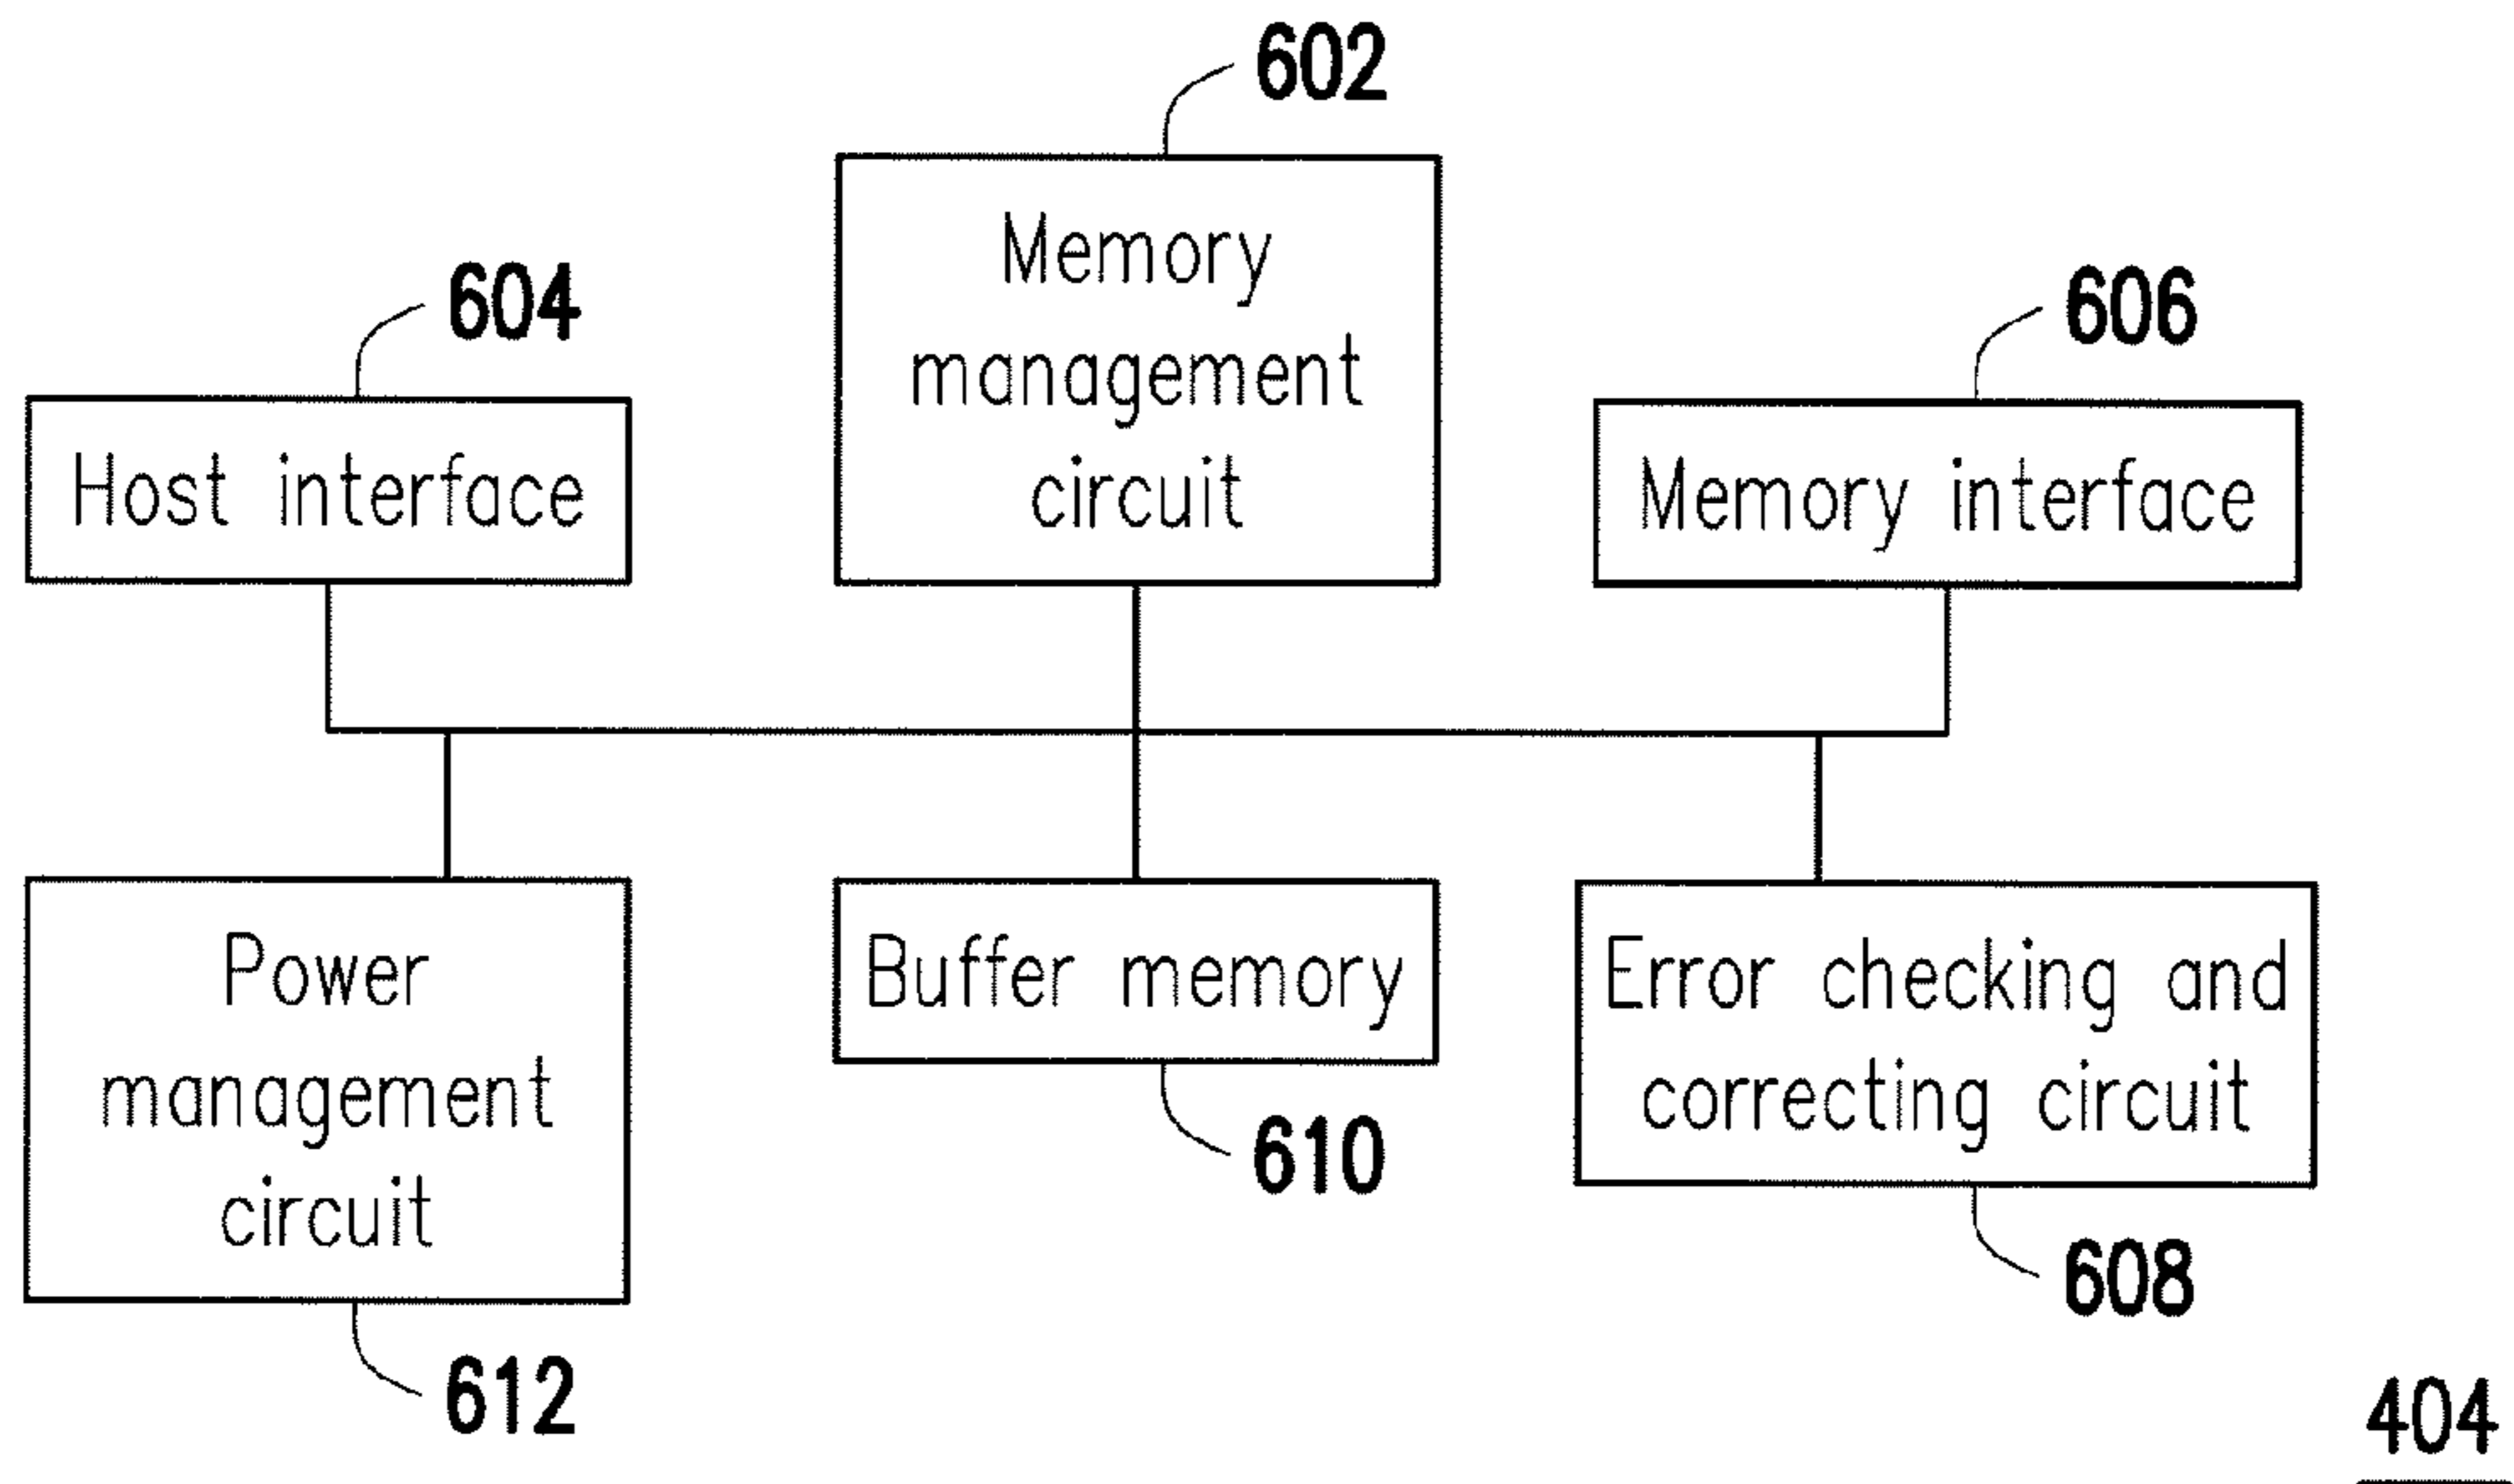 602
Memory
management
circuit
604
Host interface
606
Memory interface
Power
management
circuit
612
Buffer memory
610
Error checking and
correcting circuit
608
404